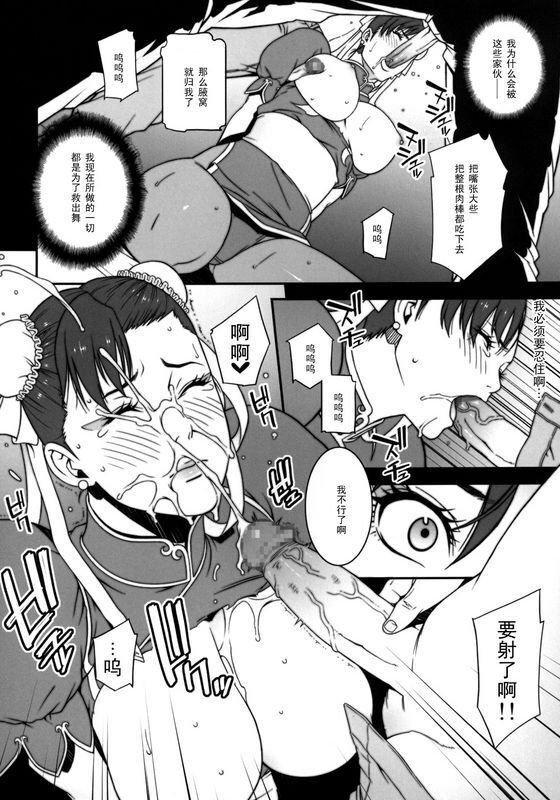 我为什么会被
这些家伙——
那么腋窝
就归我了
呜呜呜
把嘴张大些
把整根肉棒都吃下去
呜呜
我现在所做的一切
都是为了救出舞
我必须要忍住啊…
呜呜呜
呜呜呜
啊啊♥
我不行了啊
要射了啊!!
…呜